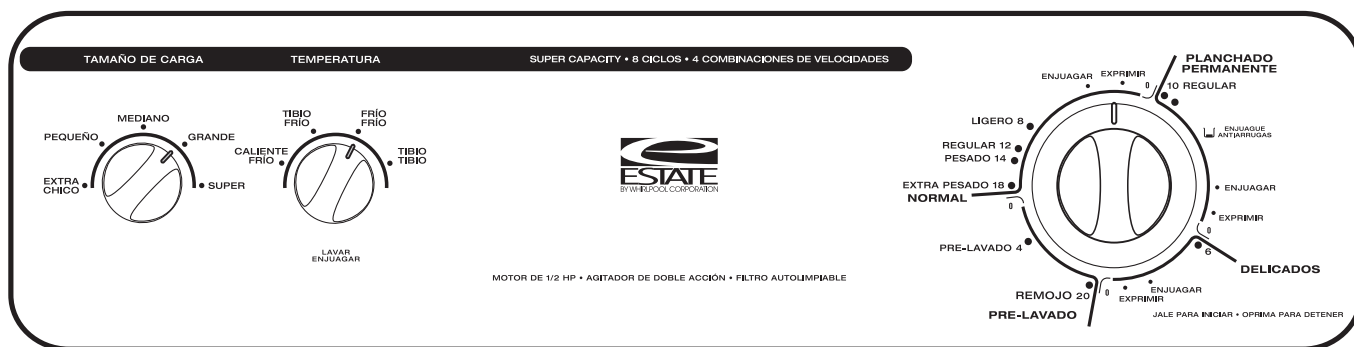 TAMAÑO DE CARGA
TEMPERATURA
SUPER CAPACITY • 8 CICLOS • 4 COMBINACIONES DE VELOCIDADES
EXTRA
CHICO
PEQUEÑO
MEDIANO
GRANDE
SUPER
CALIENTE
FRÍO
TIBIO
FRÍO
FRÍO
FRÍO
TIBIO
TIBIO
LAVAR
ENJUAGAR
ESTATE
BY WHIRLPOOL CORPORATION
MOTOR DE 1/2 HP • AGITADOR DE DOBLE ACCIÓN • FILTRO AUTOLIMPIABLE
PLANCHADO
PERMANENTE
10 REGULAR
ENJUAGUE
ANTIARRUGAS
ENJUAGAR
EXPRIMIR
0
6
DELICADOS
ENJUAGAR
EXPRIMIR
0
REMOJO 20
PRE-LAVADO
PRE-LAVADO 4
0
NORMAL
EXTRA PESADO 18
PESADO 14
REGULAR 12
LIGERO 8
ENJUAGAR
EXPRIMIR
0
JALE PARA INICIAR • OPRIMA PARA DETENER